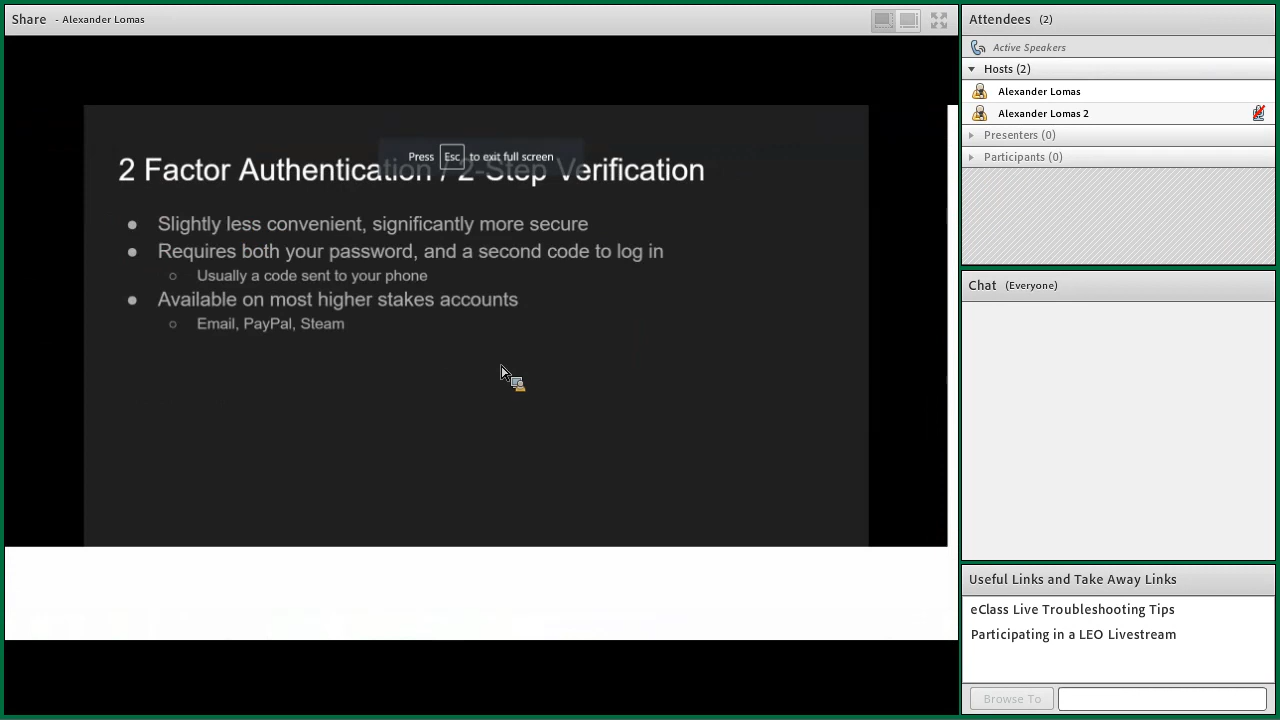 Share - Alexander Lomas
Press Esc to exit full screen
2 Factor Authentication / 2-Step Verification
● Slightly less convenient, significantly more secure
● Requires both your password, and a second code to log in
○ Usually a code sent to your phone
● Available on most higher stakes accounts
○ Email, PayPal, Steam
Attendees (2)
Active Speakers
Hosts (2)
Alexander Lomas
Alexander Lomas 2
Presenters (0)
Participants (0)
Chat (Everyone)
Useful Links and Take Away Links
eClass Live Troubleshooting Tips
Participating in a LEO Livestream
Browse To